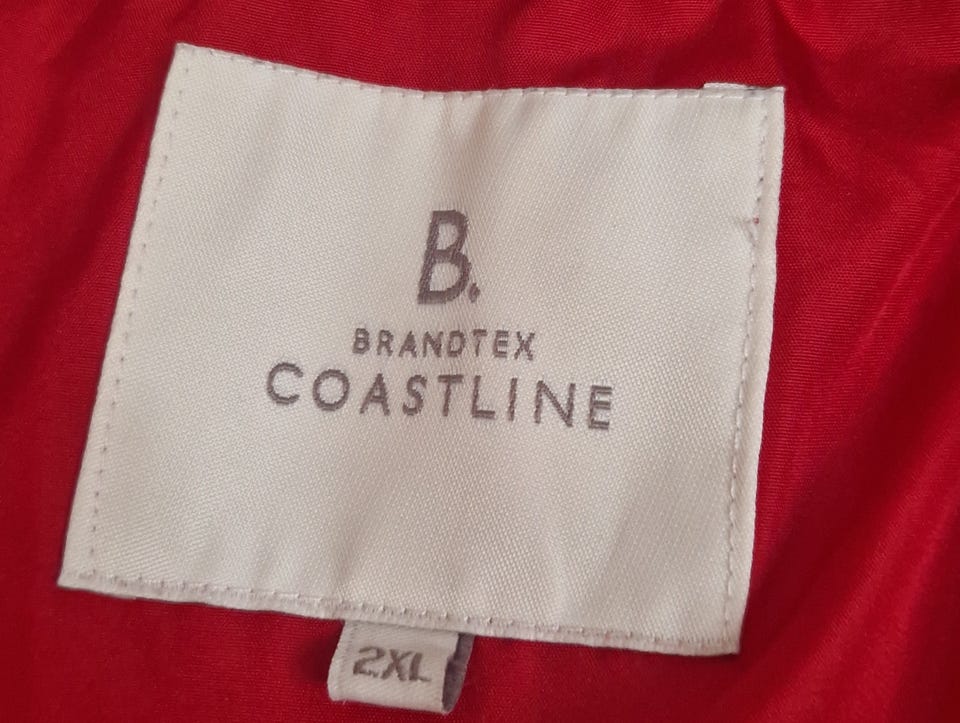 B.
BRANDTEX
COASTLINE
2XL